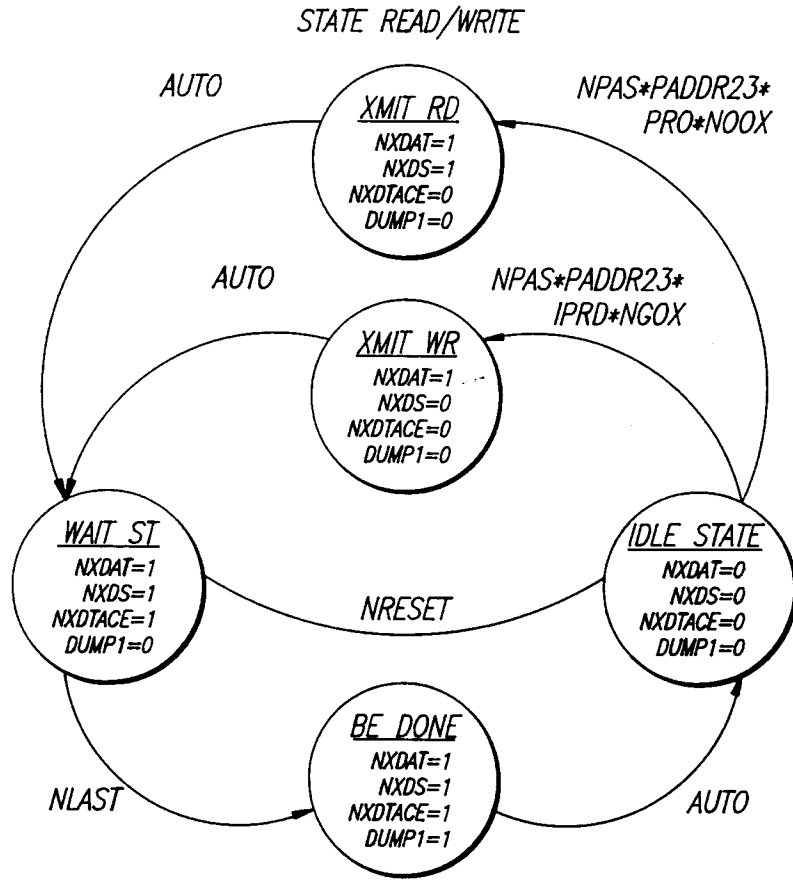 STATE READ/WRITE
AUTO
XMIT RD
NXDAT=1
NXDS=1
NXDTACE=0
DUMP1=0
NPAS*PADDR23*
PRO*NOOX
AUTO
XMIT WR
NXDAT=1
NXDS=0
NXDTACE=0
DUMP1=0
NPAS*PADDR23*
IPRD*NGOX
WAIT ST
NXDAT=1
NXDS=1
NXDTACE=1
DUMP1=0
NRESET
IDLE STATE
NXDAT=0
NXDS=0
NXDTACE=0
DUMP1=0
NLAST
BE DONE
NXDAT=1
NXDS=1
NXDTACE=1
DUMP1=1
AUTO